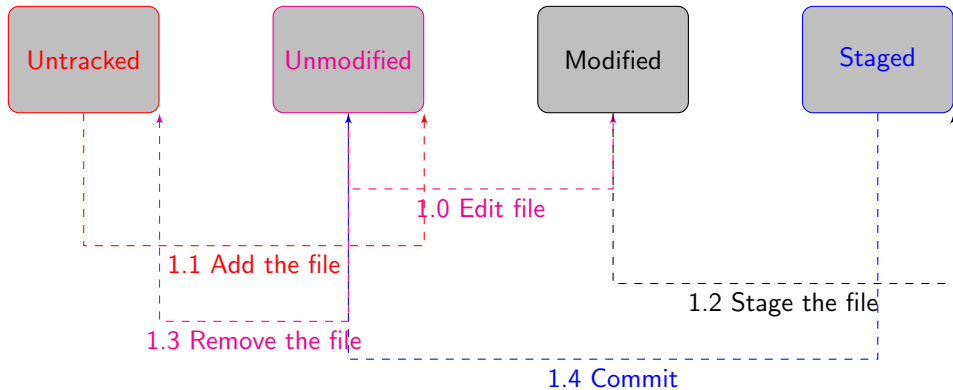 Untracked
Unmodified
Modified
Staged
1.0 Edit file
1.1 Add the file
1.2 Stage the file
1.3 Remove the file
1.4 Commit